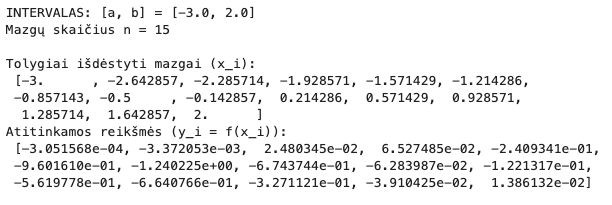 INTERVALAS: [a, b] = [-3.0, 2.0]
Mazgų skaičius n = 15
Tolygiai išdėstyti mazgai (x_i):
[-3.      , -2.642857, -2.285714, -1.928571, -1.571429, -1.214286,
-0.857143, -0.5     , -0.142857,  0.214286,  0.571429,  0.928571,
1.285714,  1.642857,  2.      ]
Atitinkamos reikšmės (y_i = f(x_i)):
[-3.051568e-04, -3.372053e-03,  2.480345e-02,  6.527485e-02, -2.409341e-01,
-9.601610e-01, -1.240225e+00, -6.743744e-01, -6.283987e-02, -1.221317e-01,
-5.619778e-01, -6.640766e-01, -3.271121e-01, -3.910425e-02,  1.386132e-02]